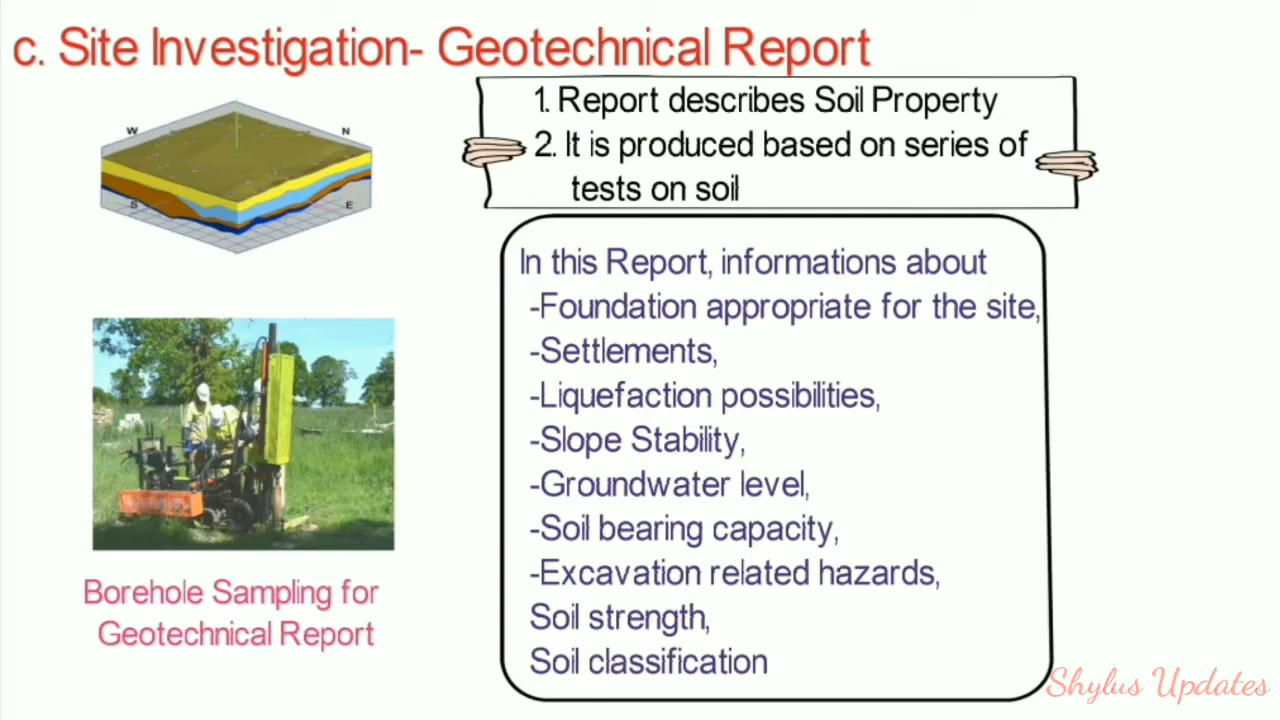 c. Site Investigation- Geotechnical Report
1. Report describes Soil Property
2. It is produced based on series of
tests on soil
W
N
S
E
In this Report, informations about
-Foundation appropriate for the site,
-Settlements,
-Liquefaction possibilities,
-Slope Stability,
-Groundwater level,
-Soil bearing capacity,
-Excavation related hazards,
Soil strength,
Soil classification
Borehole Sampling for
Geotechnical Report
Shylus Updates